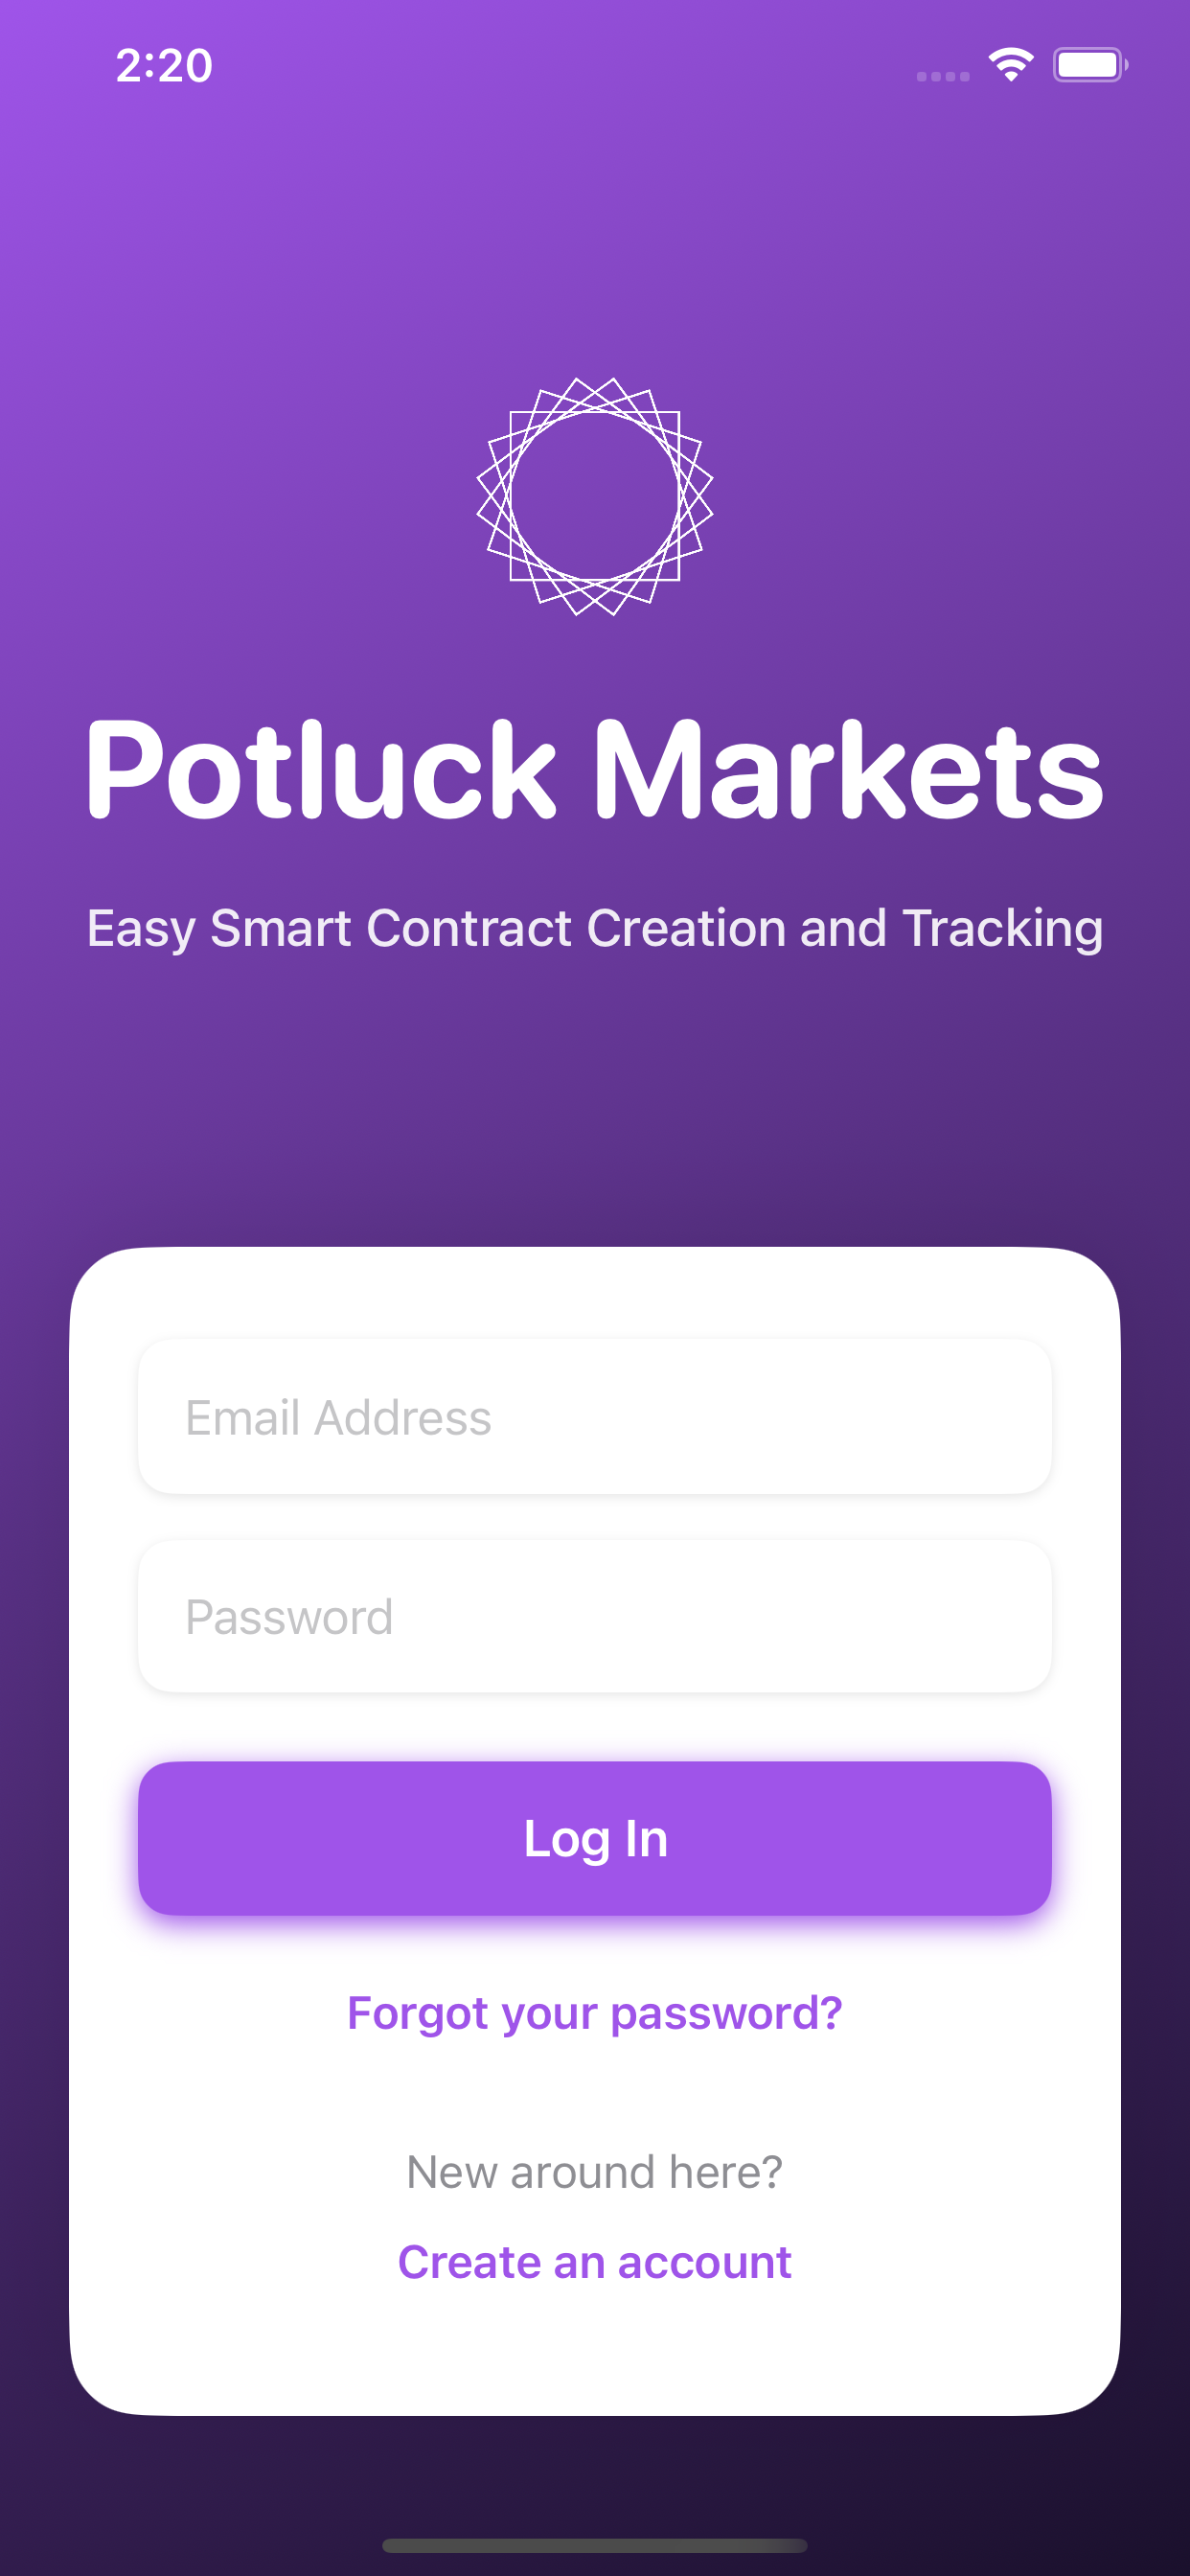 2:20
Potluck Markets
Easy Smart Contract Creation and Tracking
Email Address
Password
Log In
Forgot your password?
New around here?
Create an account